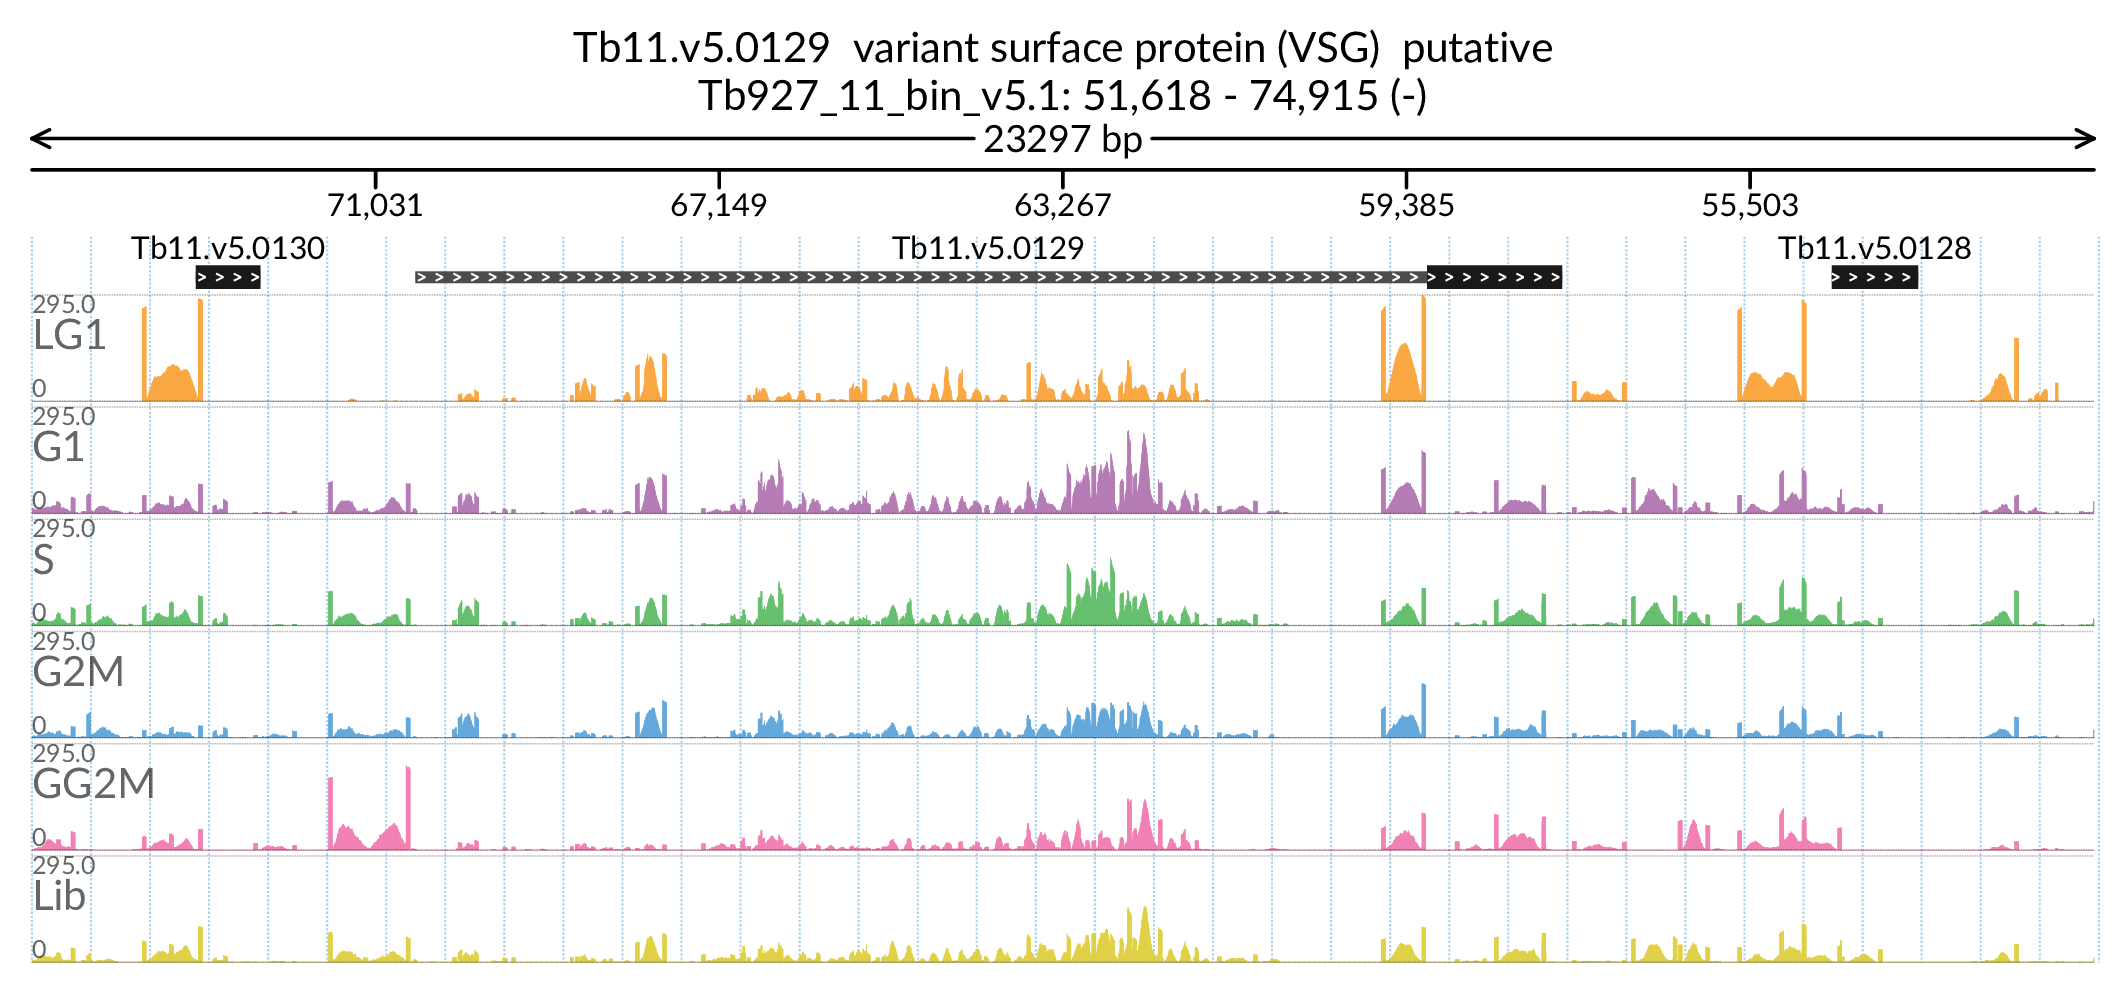 Tb11.v5.0129 variant surface protein (VSG) putative
Tb927_11_bin_v5.1: 51,618 - 74,915 (-)
23297 bp
71,031 67,149 63,267 59,385 55,503
Tb11.v5.0130 Tb11.v5.0129 Tb11.v5.0128
295.0
LG1
0
295.0
G1
0
295.0
S
0
295.0
G2M
0
295.0
GG2M
0
295.0
Lib
0